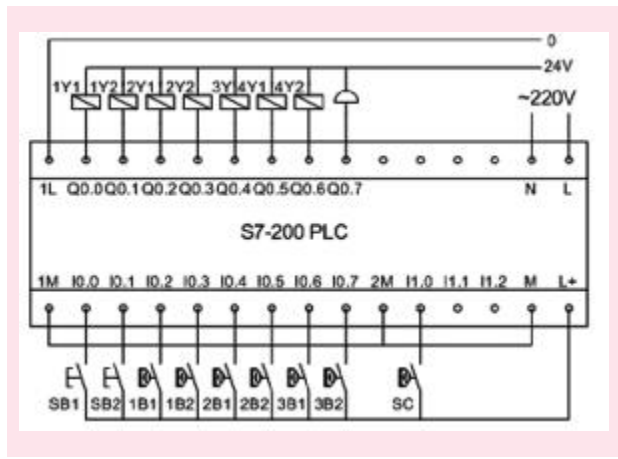 0
24V
1Y1 1Y2 2Y1 2Y2 3Y 4Y1 4Y2
~220V
1L Q0.0 Q0.1 Q0.2 Q0.3 Q0.4 Q0.5 Q0.6 Q0.7 N L
S7-200 PLC
1M I0.0 I0.1 I0.2 I0.3 I0.4 I0.5 I0.6 I0.7 2M I1.0 I1.1 I1.2 M L+
SB1 SB2 1B1 1B2 2B1 2B2 3B1 3B2 SC